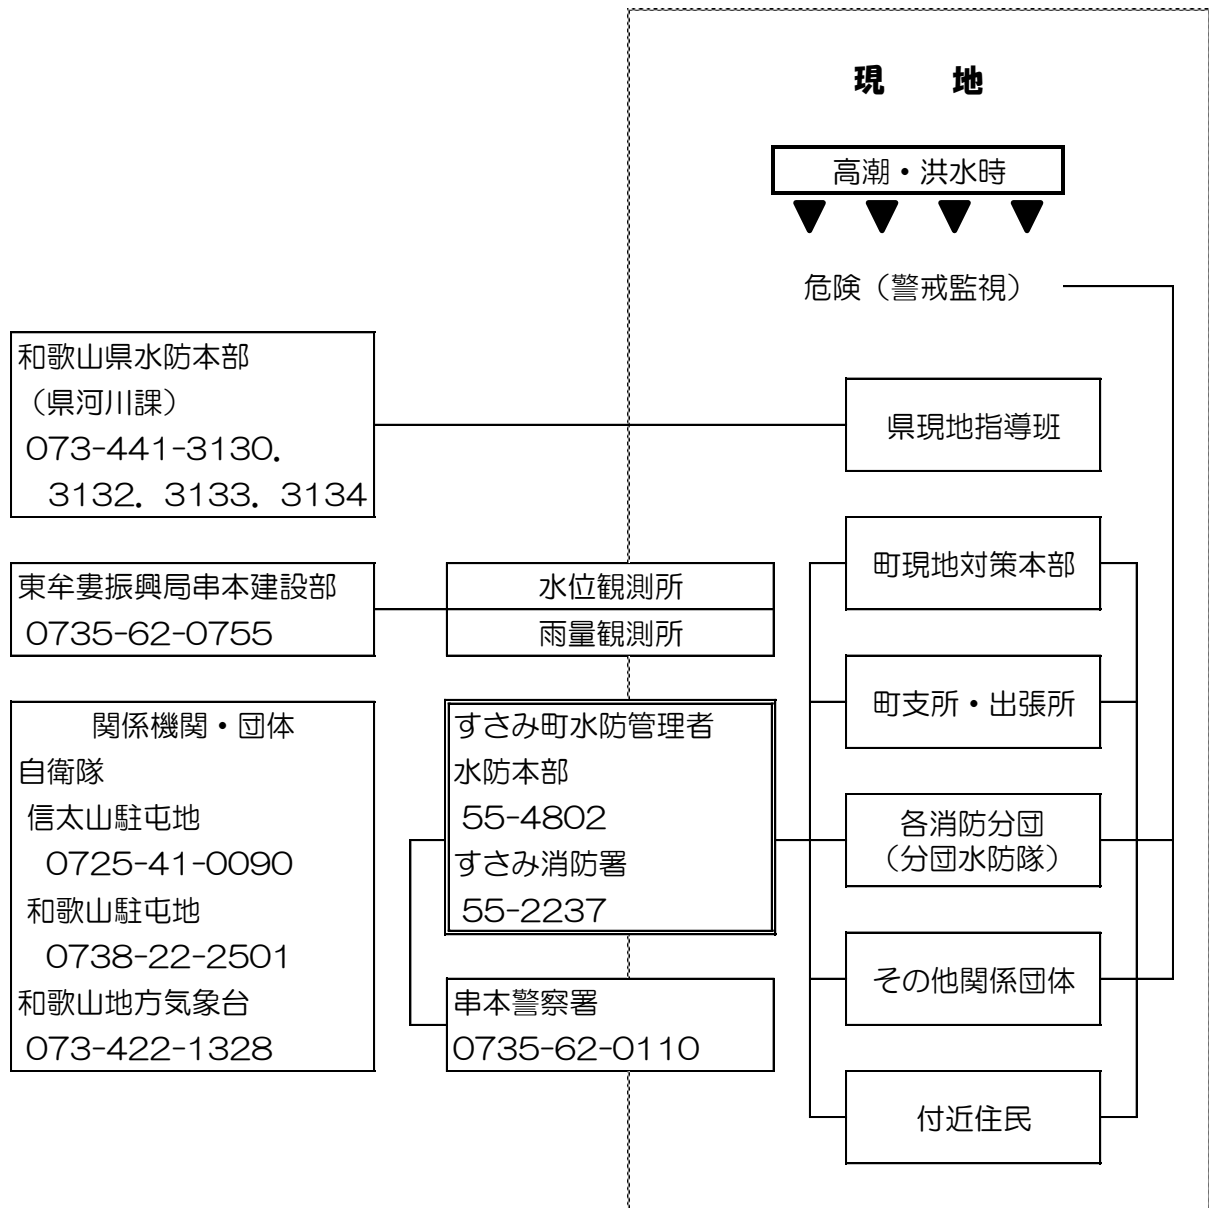 現　地
高潮・洪水時
危険（警戒監視）
和歌山県水防本部
（県河川課）
073-441-3130．
3132．3133．3134
県現地指導班
東牟婁振興局串本建設部
0735-62-0755
水位観測所
雨量観測所
町現地対策本部
町支所・出張所
関係機関・団体
自衛隊
信太山駐屯地
0725-41-0090
和歌山駐屯地
0738-22-2501
和歌山地方気象台
073-422-1328
すさみ町水防管理者
水防本部
55-4802
すさみ消防署
55-2237
各消防分団
（分団水防隊）
串本警察署
0735-62-0110
その他関係団体
付近住民